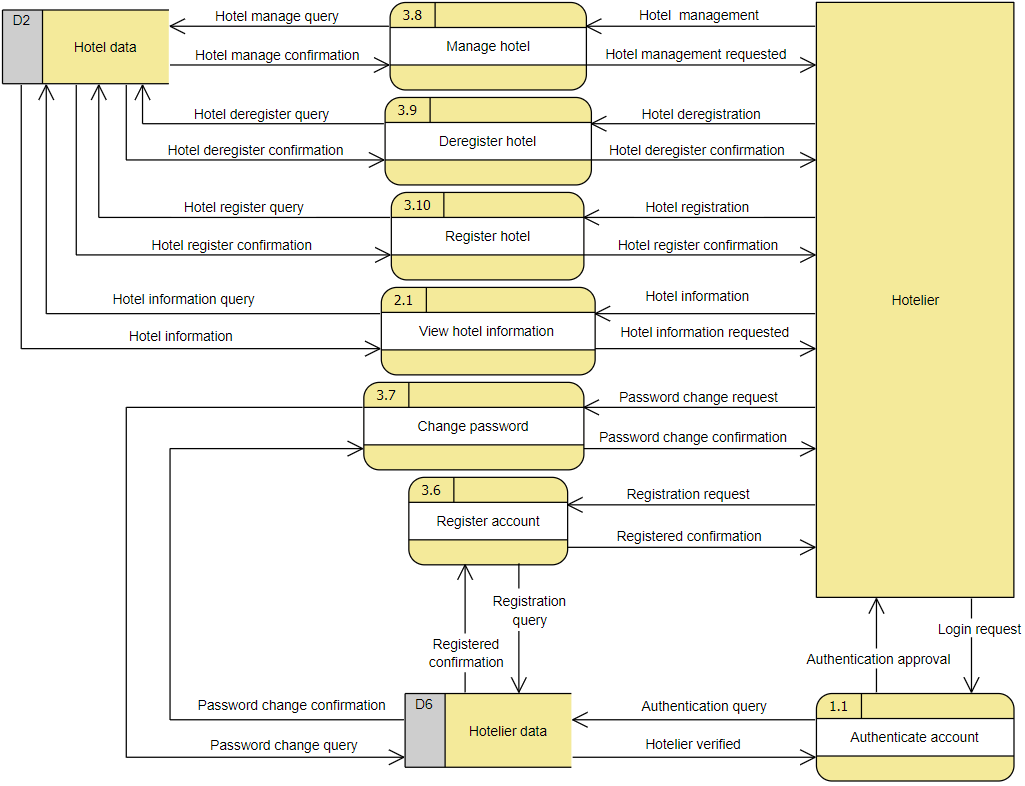 D2
Hotel data
Hotel manage query
3.8
Hotel  management
Manage hotel
Hotel manage confirmation
Hotel management requested
3.9
Hotel deregister query
Hotel deregistration
Deregister hotel
Hotel deregister confirmation
Hotel deregister confirmation
3.10
Hotel register query
Hotel registration
Register hotel
Hotel register confirmation
Hotel register confirmation
2.1
Hotel information query
Hotel information
Hotelier
View hotel information
Hotel information
Hotel information requested
3.7
Password change request
Change password
Password change confirmation
3.6
Registration request
Register account
Registered confirmation
Registration
query
Registered
confirmation
Login request
Authentication approval
D6
Hotelier data
Password change confirmation
Password change query
Authentication query
Hotelier verified
1.1
Authenticate account